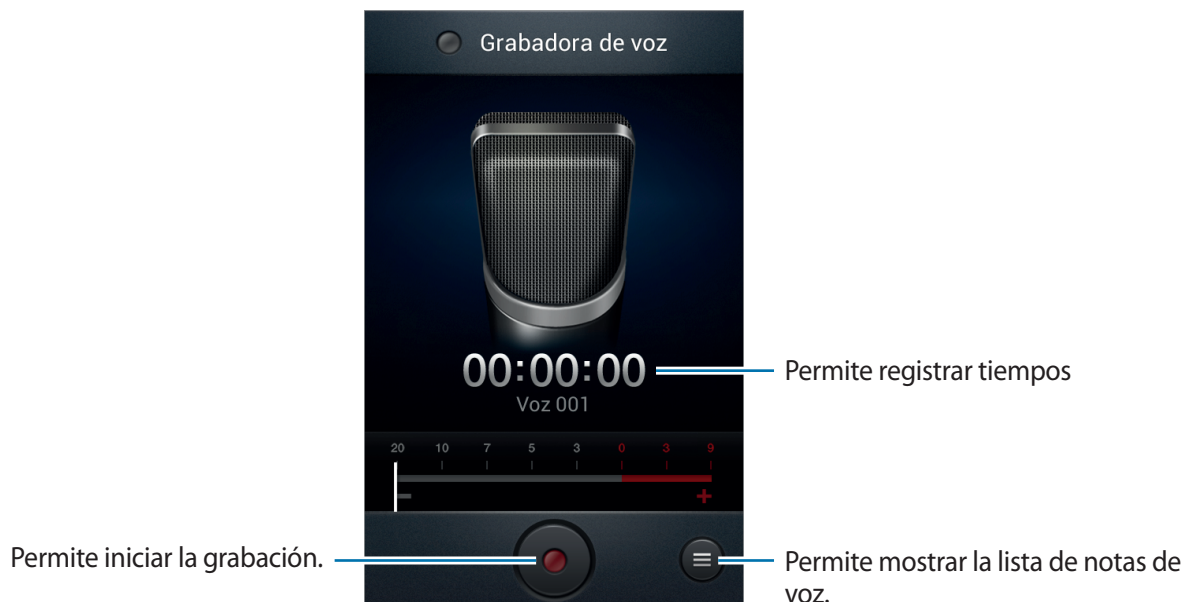 Grabadora de voz
00:00:00
Permite registrar tiempos
Voz 001
20 10 7 5 3 0 3 9
− +
Permite iniciar la grabación.
Permite mostrar la lista de notas de
voz.